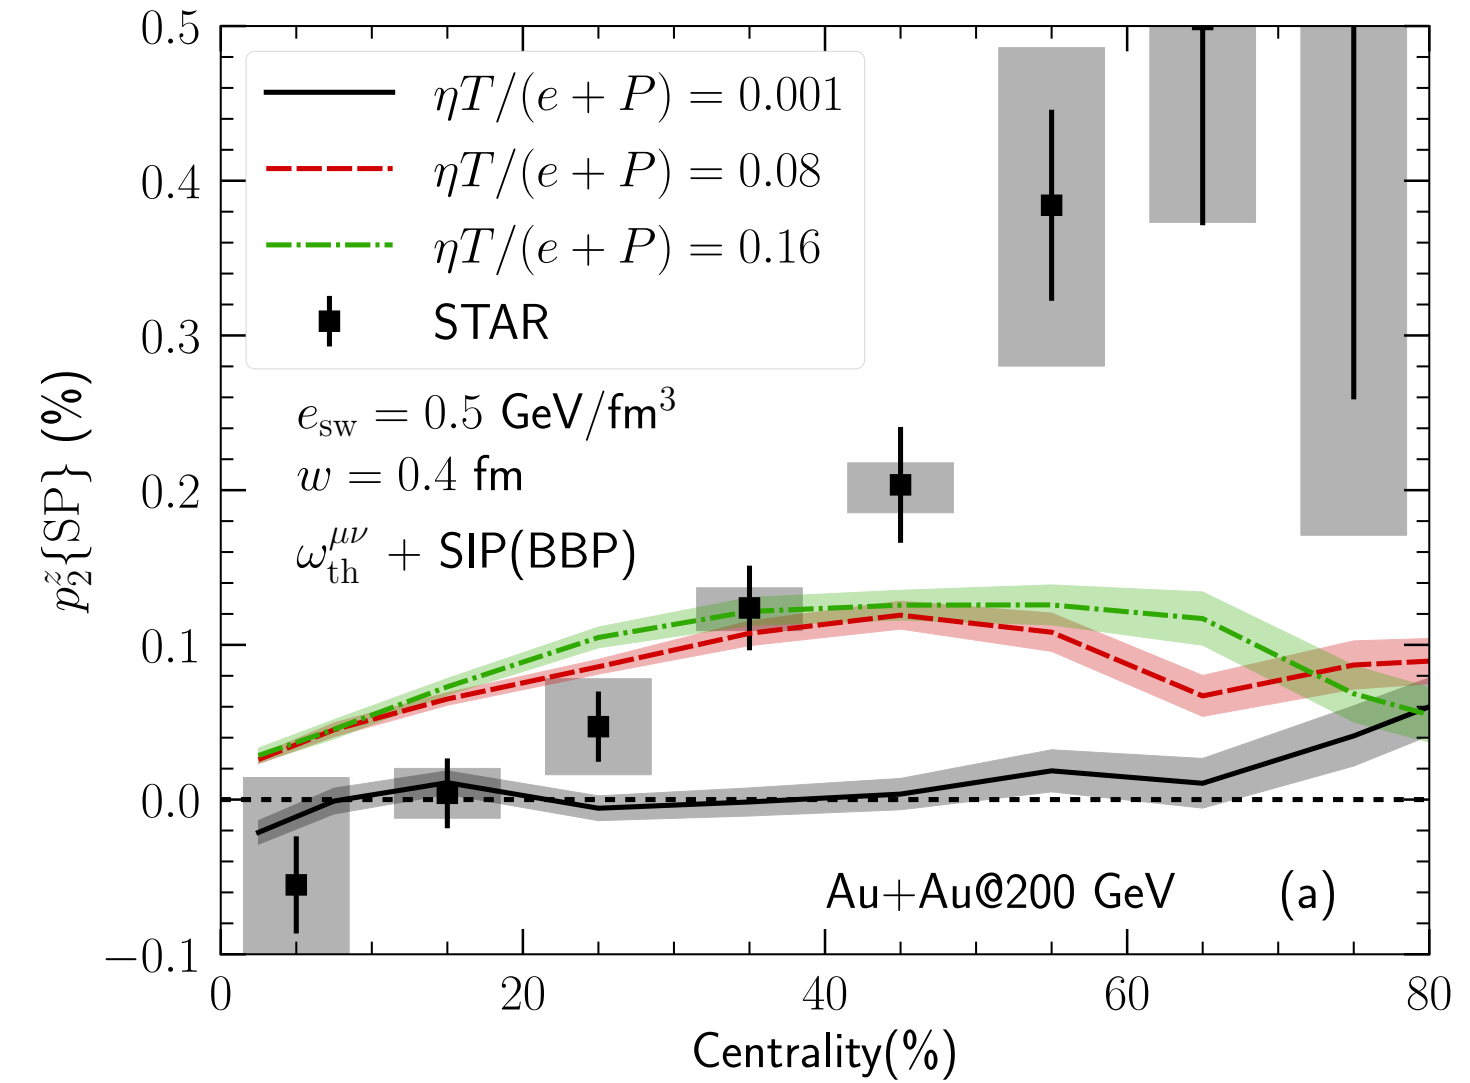 0.5
0.4
0.3
0.2
0.1
0.0
−0.1
p₂ᶻ{SP} (%)
ηT/(e + P) = 0.001
ηT/(e + P) = 0.08
ηT/(e + P) = 0.16
STAR
e_sw = 0.5 GeV/fm³
w = 0.4 fm
ω_th^μν + SIP(BBP)
Au+Au@200 GeV (a)
0 20 40 60 80
Centrality(%)